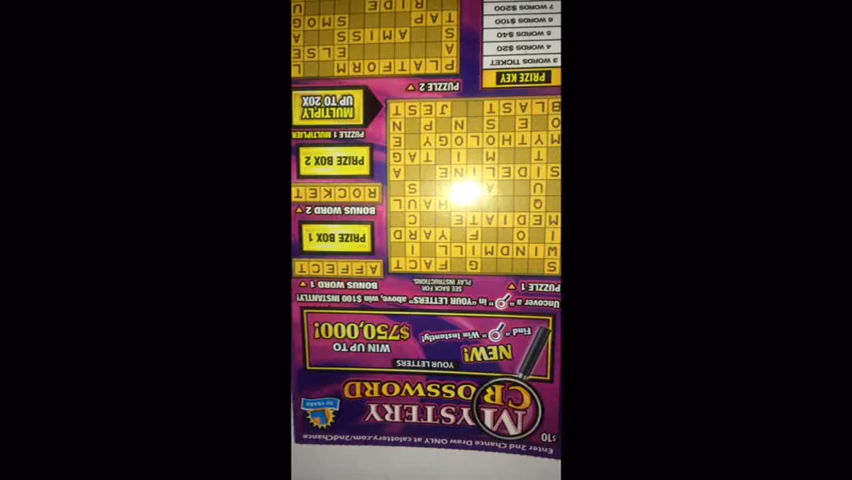 Enter 2nd Chance Draw ONLY at calottery.com/2ndChance
$10
MYSTERY
CROSSWORD
YOUR LETTERS
NEW!
Find "Win Instantly!
WIN UP TO
$750,000!
Uncover a " " in "YOUR LETTERS" above, win $100 INSTANTLY!
PUZZLE 1
SEE BACK FOR
PLAY INSTRUCTIONS.
BONUS WORD 1
AFFECT
PRIZE BOX 1
BONUS WORD 2
ROCKET
PRIZE BOX 2
PUZZLE 1 MULTIPLIER
MULTIPLY
UP TO 20X
WINDMILL
FACT
YARD
MEDIATE
HAUL
SIDELINE
TAG
MYTHOLOGY
BLAST
JEST
PRIZE KEY
3 WORDS TICKET
4 WORDS $20
5 WORDS $40
6 WORDS $100
7 WORDS $200
PUZZLE 2
PLATFORM
ELSE
AMISS
TAP
SMOG
RIDE